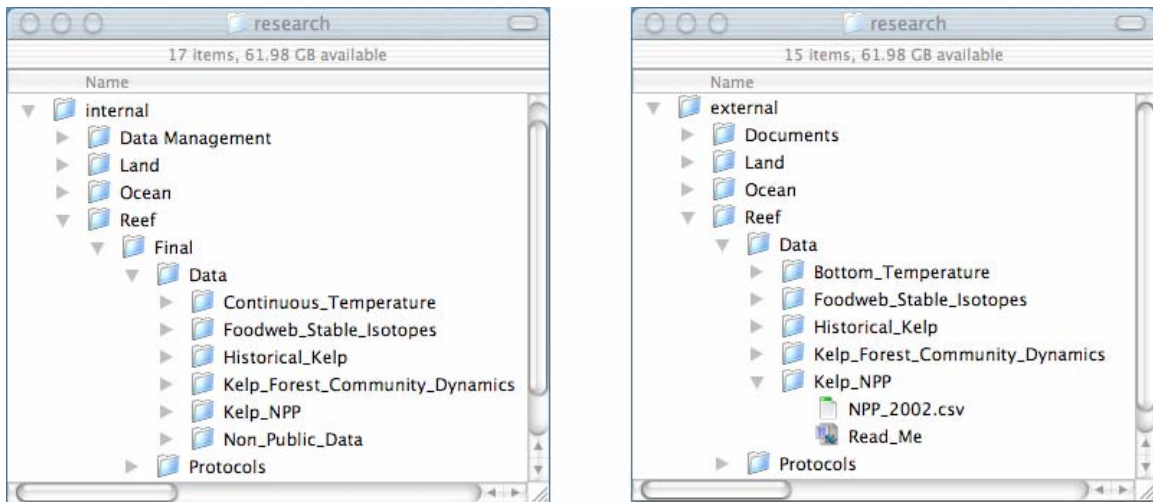 research
17 items, 61.98 GB available
Name
internal
Data Management
Land
Ocean
Reef
Final
Data
Continuous_Temperature
Foodweb_Stable_Isotopes
Historical_Kelp
Kelp_Forest_Community_Dynamics
Kelp_NPP
Non_Public_Data
Protocols
research
15 items, 61.98 GB available
Name
external
Documents
Land
Ocean
Reef
Data
Bottom_Temperature
Foodweb_Stable_Isotopes
Historical_Kelp
Kelp_Forest_Community_Dynamics
Kelp_NPP
NPP_2002.csv
Read_Me
Protocols